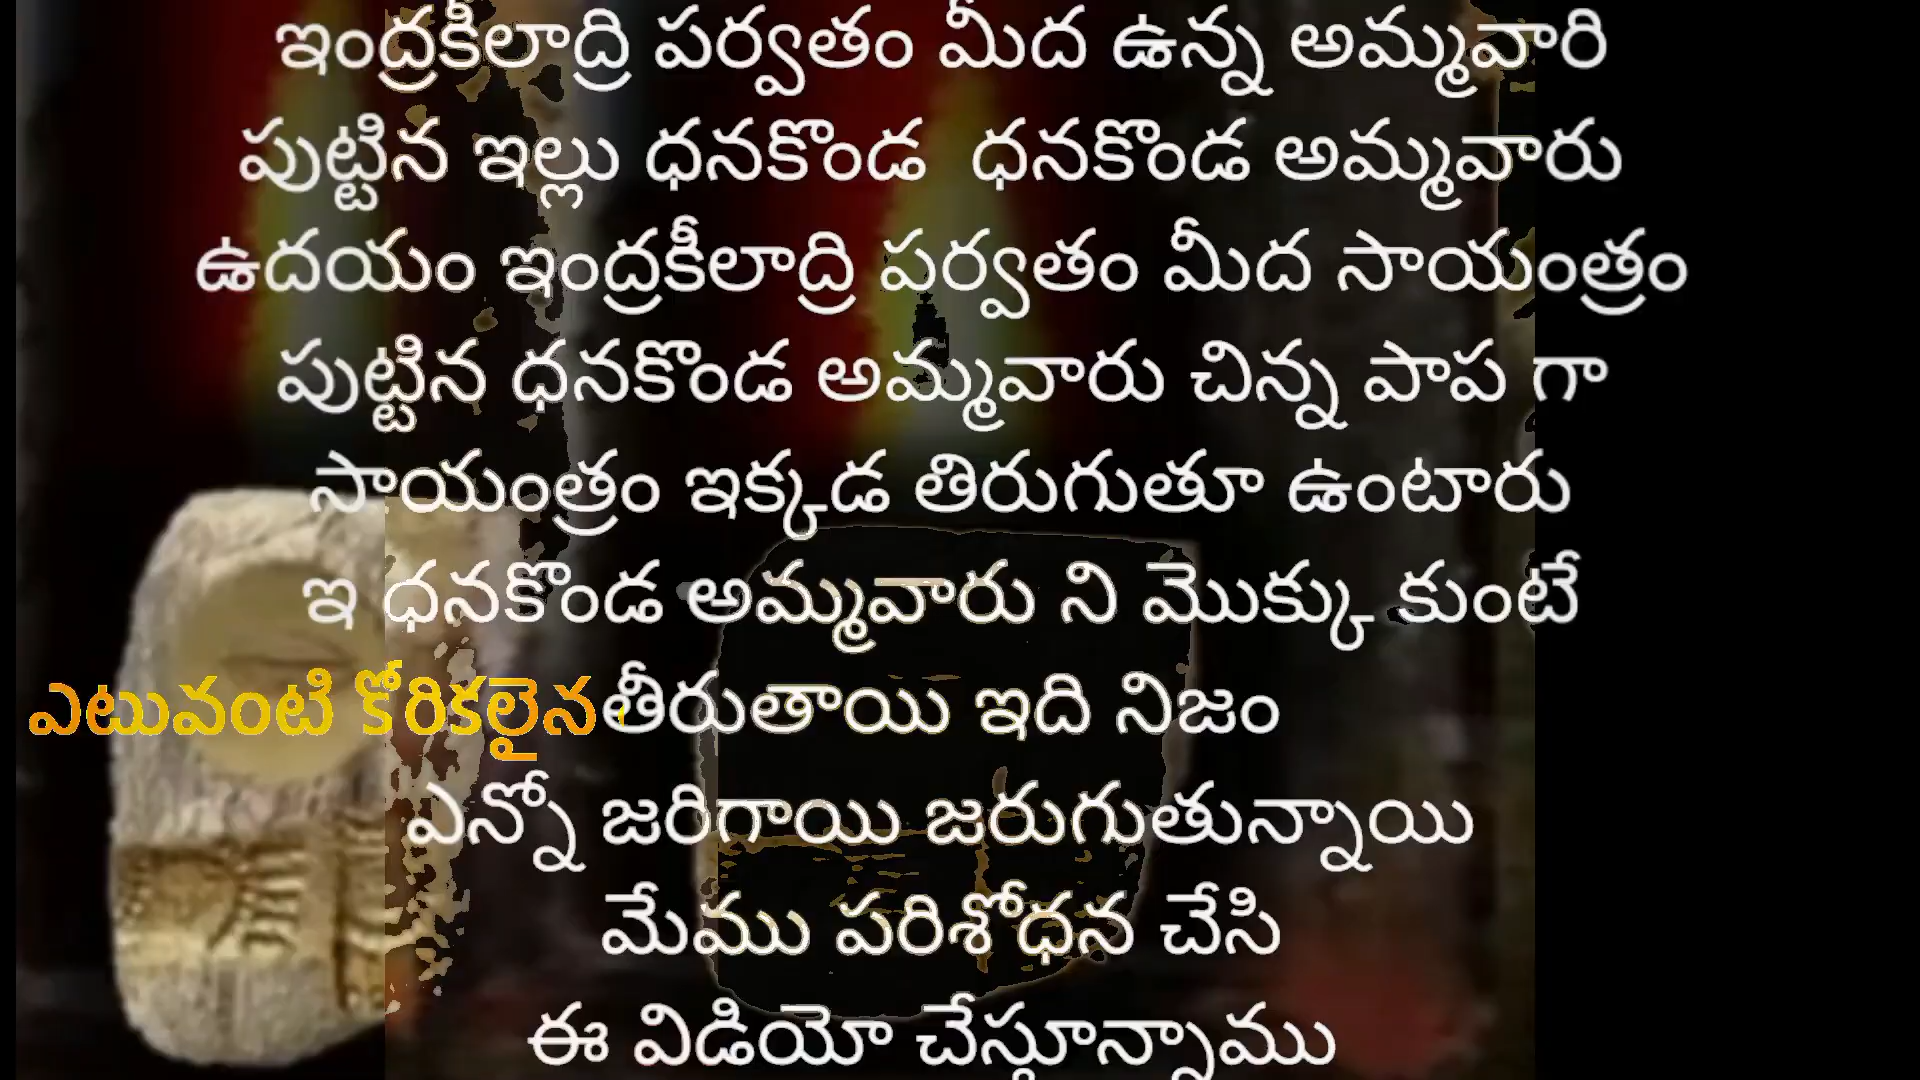 ఇంద్రకీలాద్రి పర్వతం మీద ఉన్న అమ్మవారి
పుట్టిన ఇల్లు ధనకొండ ధనకొండ అమ్మవారు
ఉదయం ఇంద్రకీలాద్రి పర్వతం మీద సాయంత్రం
పుట్టిన ధనకొండ అమ్మవారు చిన్న పాప గా
సాయంత్రం ఇక్కడ తిరుగుతూ ఉంటారు
ఇ ధనకొండ అమ్మవారు ని మొక్కు కుంటే
ఎటువంటి కోరికలైన తీరుతాయి ఇది నిజం
ఎన్నో జరిగాయి జరుగుతున్నాయి
మేము పరిశోధన చేసి
ఈ విడియో చేస్తూన్నాము